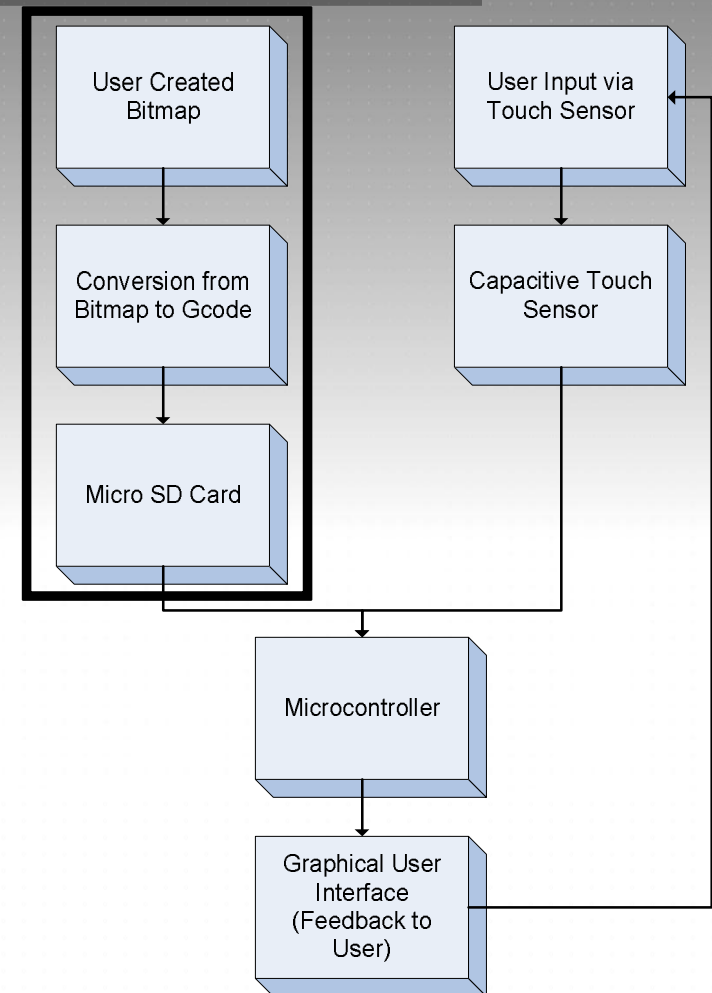 User Created
Bitmap
Conversion from
Bitmap to Gcode
Micro SD Card
User Input via
Touch Sensor
Capacitive Touch
Sensor
Microcontroller
Graphical User
Interface
(Feedback to
User)